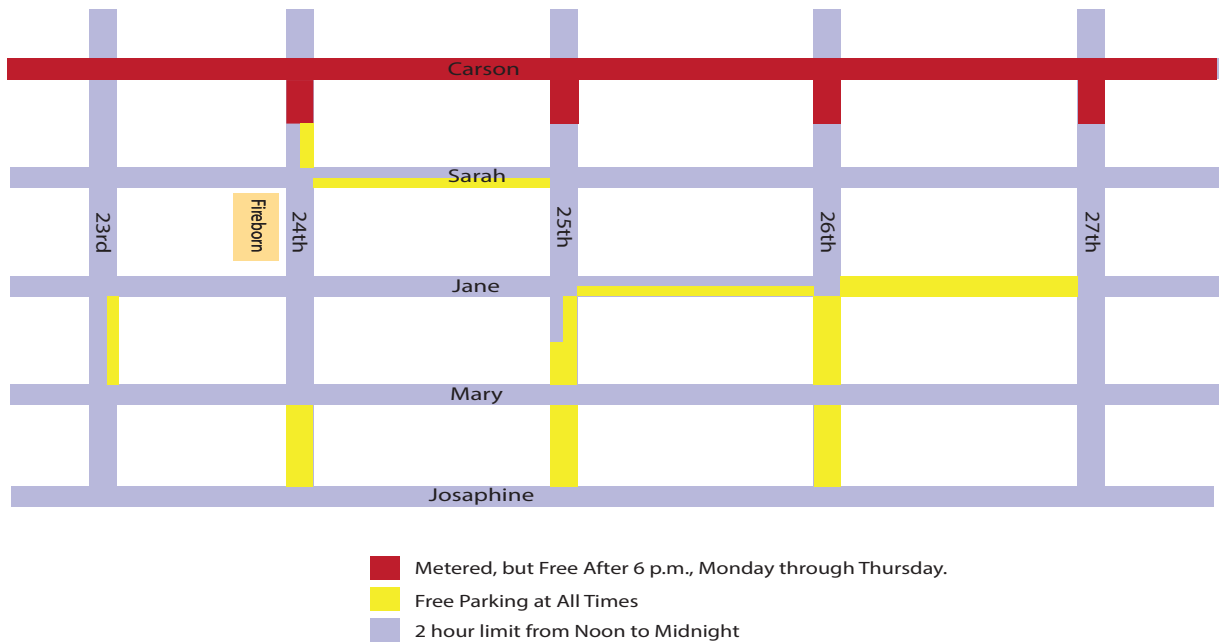 Carson
Sarah
Fireborn
23rd
24th
25th
26th
27th
Jane
Mary
Josaphine
Metered, but Free After 6 p.m., Monday through Thursday.
Free Parking at All Times
2 hour limit from Noon to Midnight